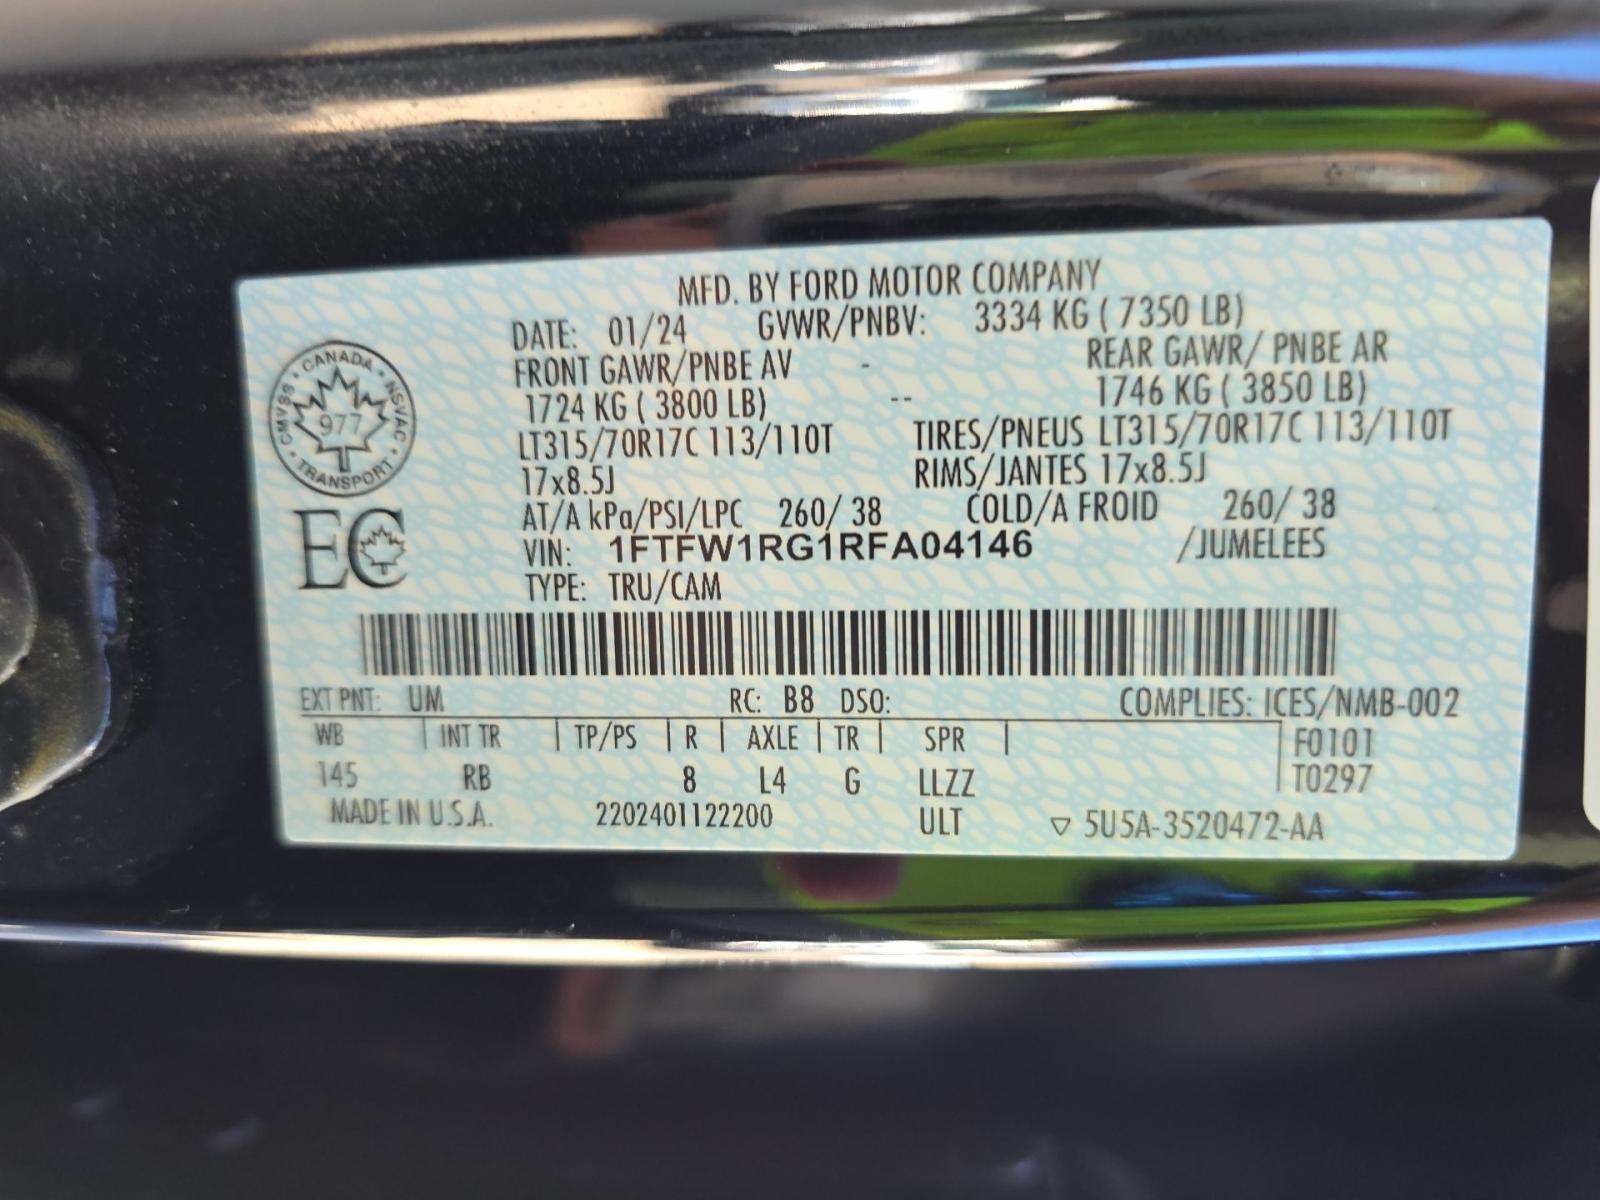 MFD. BY FORD MOTOR COMPANY
DATE: 01/24 GVWR/PNBV: 3334 KG ( 7350 LB)
FRONT GAWR/PNBE AV - REAR GAWR/ PNBE AR
1724 KG ( 3800 LB) -- 1746 KG ( 3850 LB)
LT315/70R17C 113/110T TIRES/PNEUS LT315/70R17C 113/110T
17x8.5J RIMS/JANTES 17x8.5J
AT/A kPa/PSI/LPC 260/ 38 COLD/A FROID 260/ 38
VIN: 1FTFW1RG1RFA04146 /JUMELEES
TYPE: TRU/CAM
CANADA · NSVAC · TRANSPORT · CMVSS ·
977
EC
EXT PNT: UM RC: B8 DSO: COMPLIES: ICES/NMB-002
WB | INT TR | TP/PS | R | AXLE | TR | SPR | F0101
145 RB 8 L4 G LLZZ T0297
MADE IN U.S.A. 2202401122200 ULT ▽ 5U5A-3520472-AA